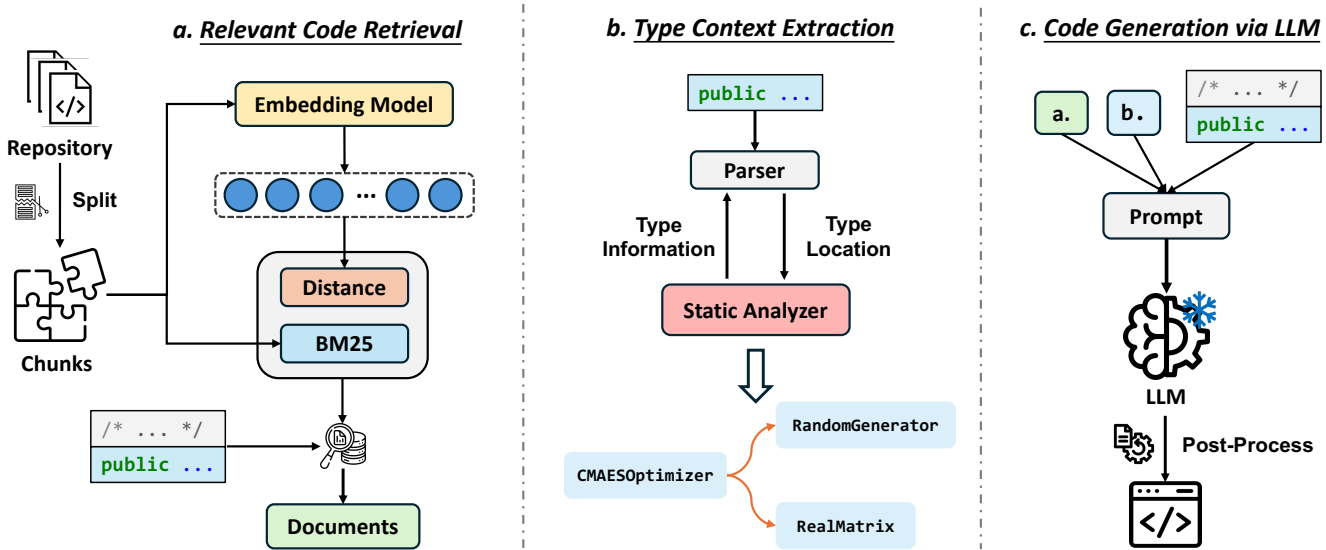 a. Relevant Code Retrieval
</>
Repository
Split
Chunks
Embedding Model
...
Distance
BM25
/* ... */
public ...
Documents
b. Type Context Extraction
public ...
Parser
Type
Information
Type
Location
Static Analyzer
CMAESOptimizer
RandomGenerator
RealMatrix
c. Code Generation via LLM
a.
b.
/* ... */
public ...
Prompt
LLM
Post-Process
</>